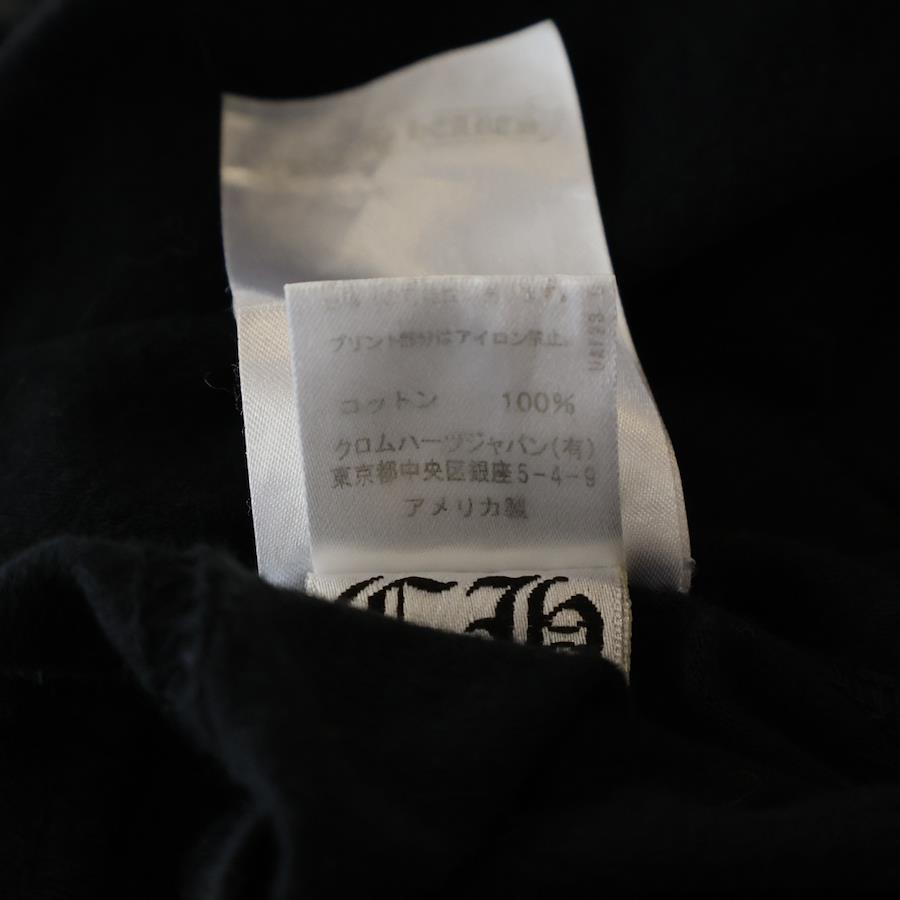 プリント部分はアイロン禁止。
コットン 100%
クロムハーツジャパン(有)
東京都中央区銀座5-4-9
アメリカ製
CH